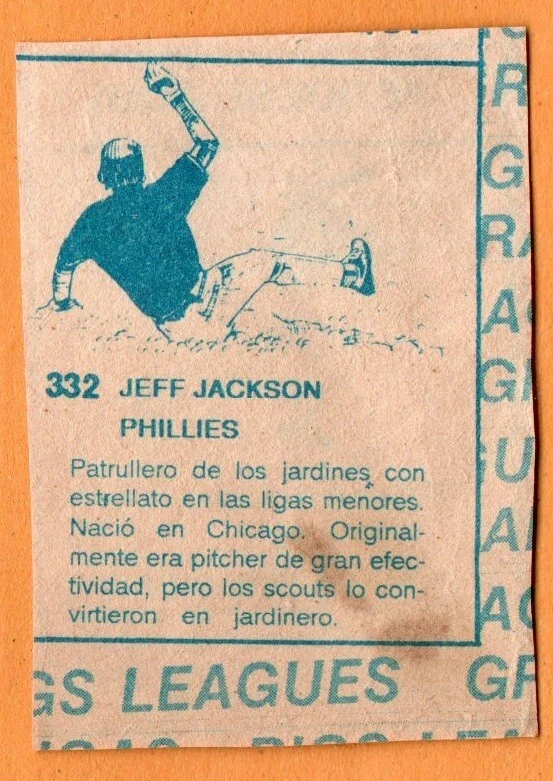 332 JEFF JACKSON
PHILLIES
Patrullero de los jardines con
estrellato en las ligas menores.
Nació en Chicago. Original-
mente era pitcher de gran efec-
tividad, pero los scouts lo con-
virtieron en jardinero.
GS LEAGUES GR